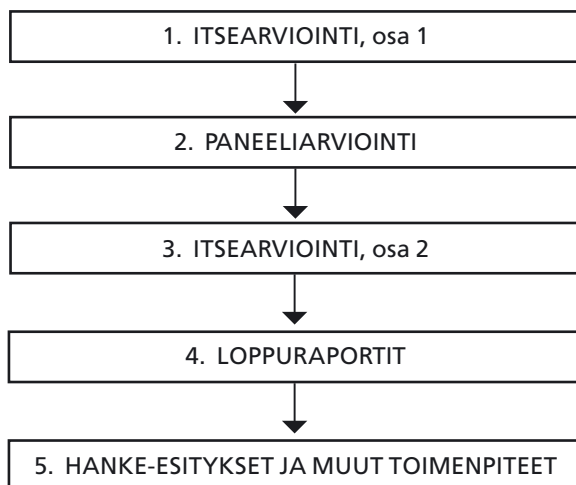 1. ITSEARVIOINTI, osa 1
2. PANEELIARVIOINTI
3. ITSEARVIOINTI, osa 2
4. LOPPURAPORTIT
5. HANKE-ESITYKSET JA MUUT TOIMENPITEET